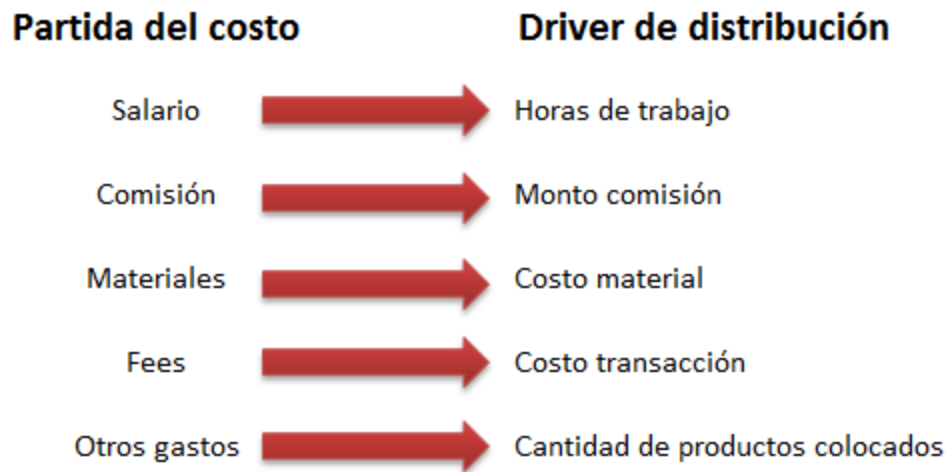 Partida del costo Driver de distribución
Salario Horas de trabajo
Comisión Monto comisión
Materiales Costo material
Fees Costo transacción
Otros gastos Cantidad de productos colocados